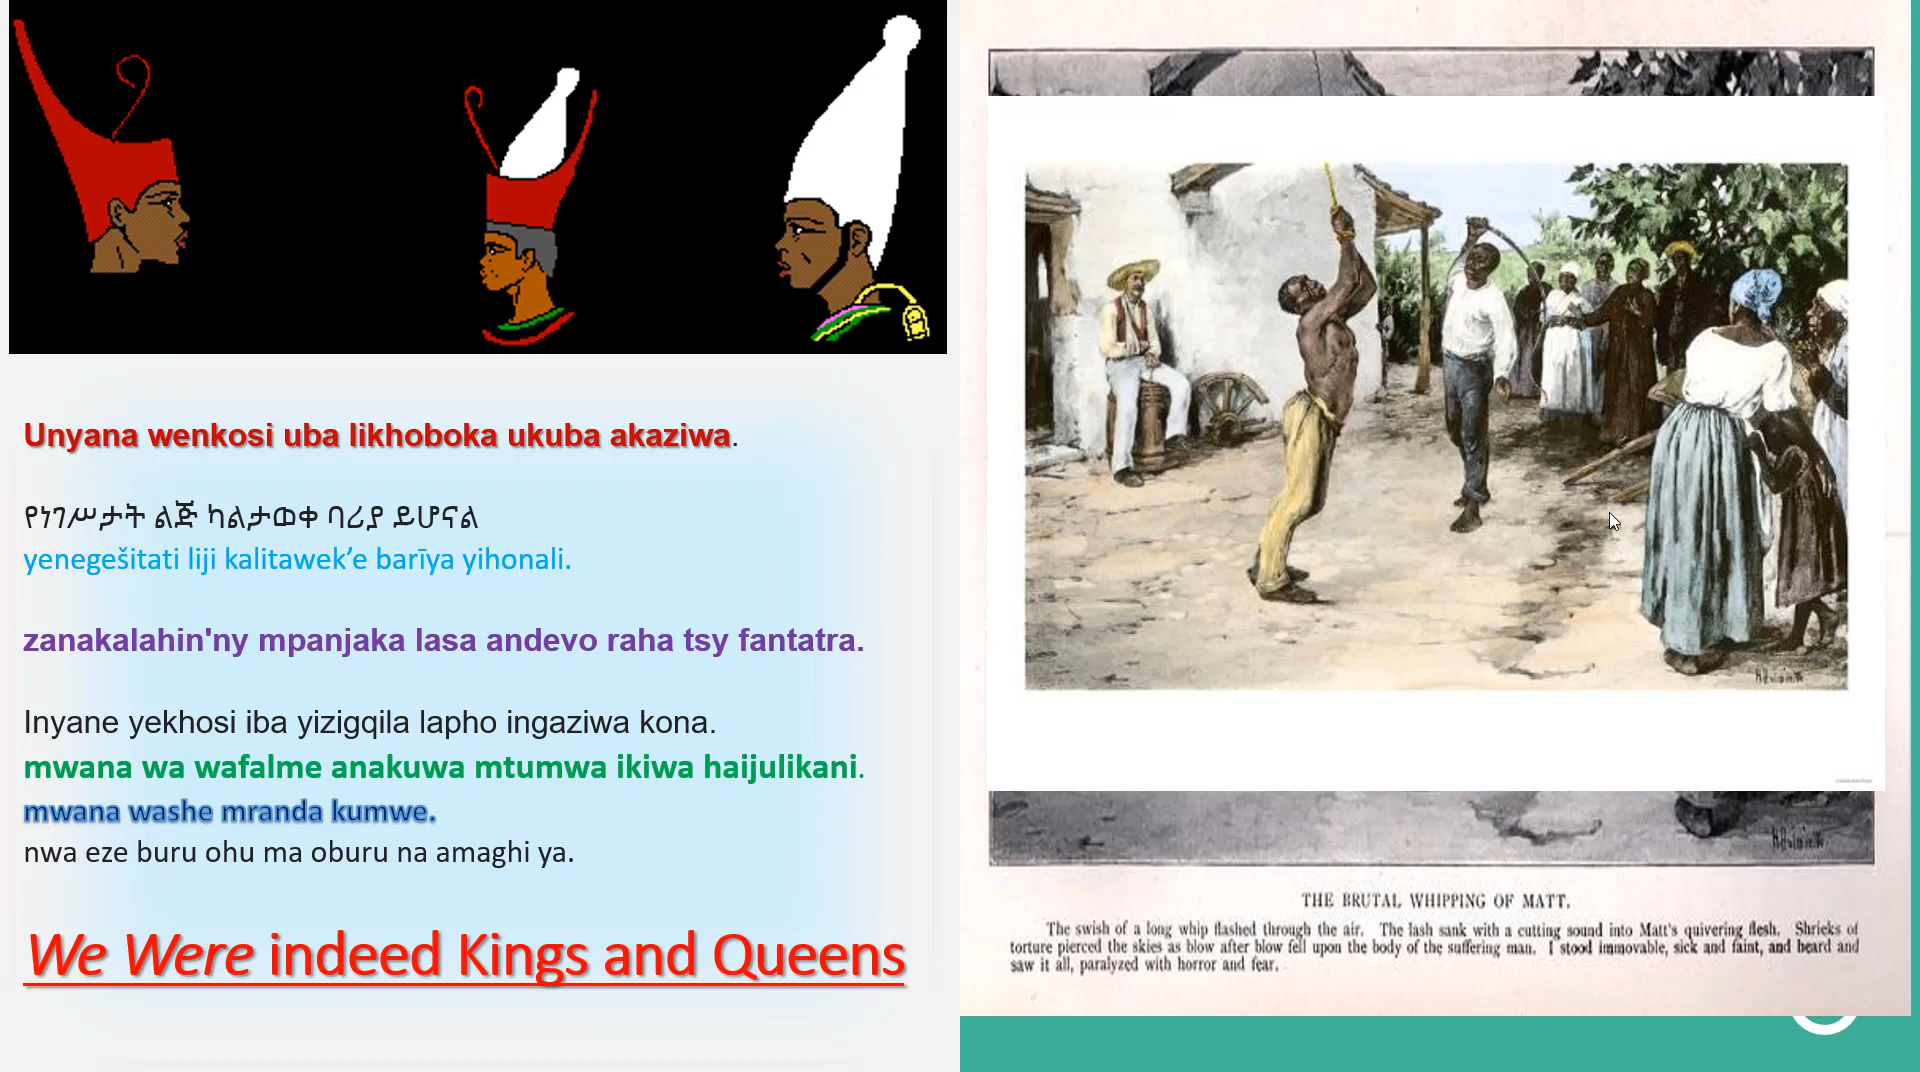 Unyana wenkosi uba likhoboka ukuba akaziwa.
የነገሥታት ልጅ ካልታወቀ ባሪያ ይሆናል
yenegešitati liji kalitawek’e barīya yihonali.
zanakalahin'ny mpanjaka lasa andevo raha tsy fantatra.
Inyane yekhosi iba yizigqila lapho ingaziwa kona.
mwana wa wafalme anakuwa mtumwa ikiwa haijulikani.
mwana washe mranda kumwe.
nwa eze buru ohu ma oburu na amaghi ya.
We Were indeed Kings and Queens
THE BRUTAL WHIPPING OF MATT.
The swish of a long whip flashed through the air. The lash sank with a cutting sound into Matt's quivering flesh. Shrieks of
torture pierced the skies as blow after blow fell upon the body of the suffering man. I stood immovable, sick and faint, and heard and
saw it all, paralyzed with horror and fear.